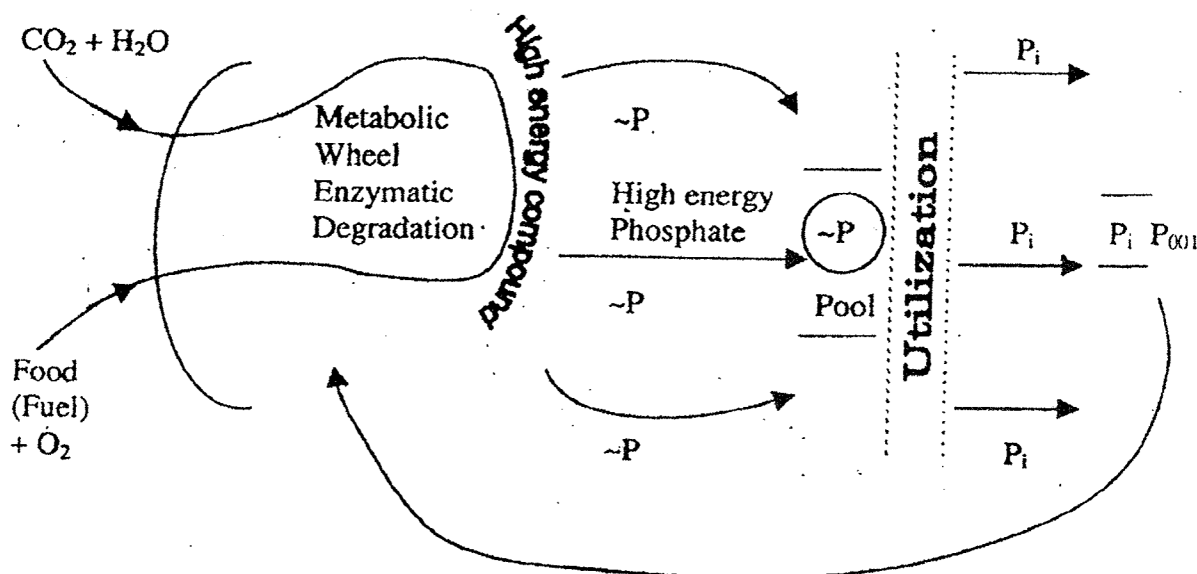 CO₂ + H₂O
Metabolic
Wheel
Enzymatic
Degradation
Food
(Fuel)
+ O₂
High energy compound
~P
High energy
Phosphate
~P
~P
~P
Pool
Utilization
Pᵢ
Pᵢ
Pᵢ
Pᵢ P₀₀₁